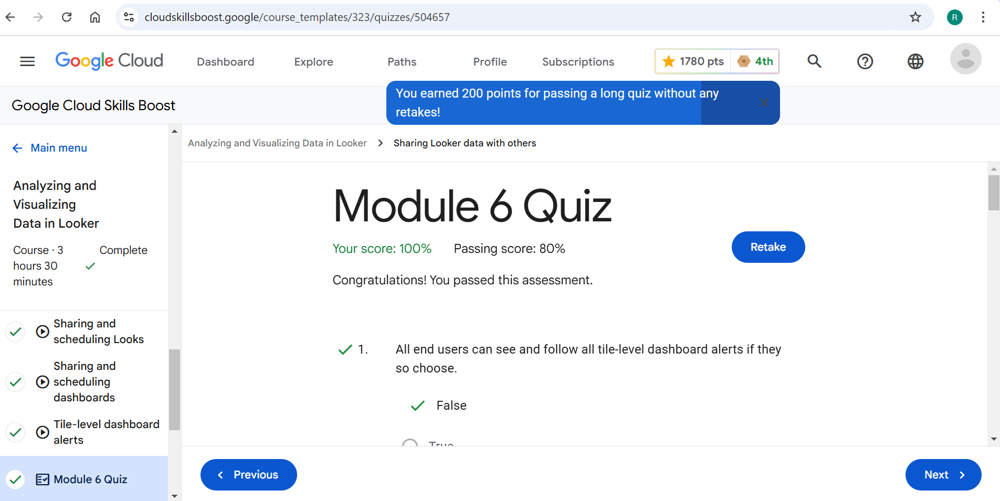 cloudskillsboost.google/course_templates/323/quizzes/504657
R
Google Cloud
Dashboard
Explore
Paths
Profile
Subscriptions
1780 pts
4th
You earned 200 points for passing a long quiz without any
retakes!
Google Cloud Skills Boost
Main menu
Analyzing and
Visualizing
Data in Looker
Course · 3
hours 30
minutes
Complete
Sharing and
scheduling Looks
Sharing and
scheduling
dashboards
Tile-level dashboard
alerts
Module 6 Quiz
Analyzing and Visualizing Data in Looker
Sharing Looker data with others
Module 6 Quiz
Your score: 100%
Passing score: 80%
Retake
Congratulations! You passed this assessment.
1.
All end users can see and follow all tile-level dashboard alerts if they
so choose.
False
True
Previous
Next